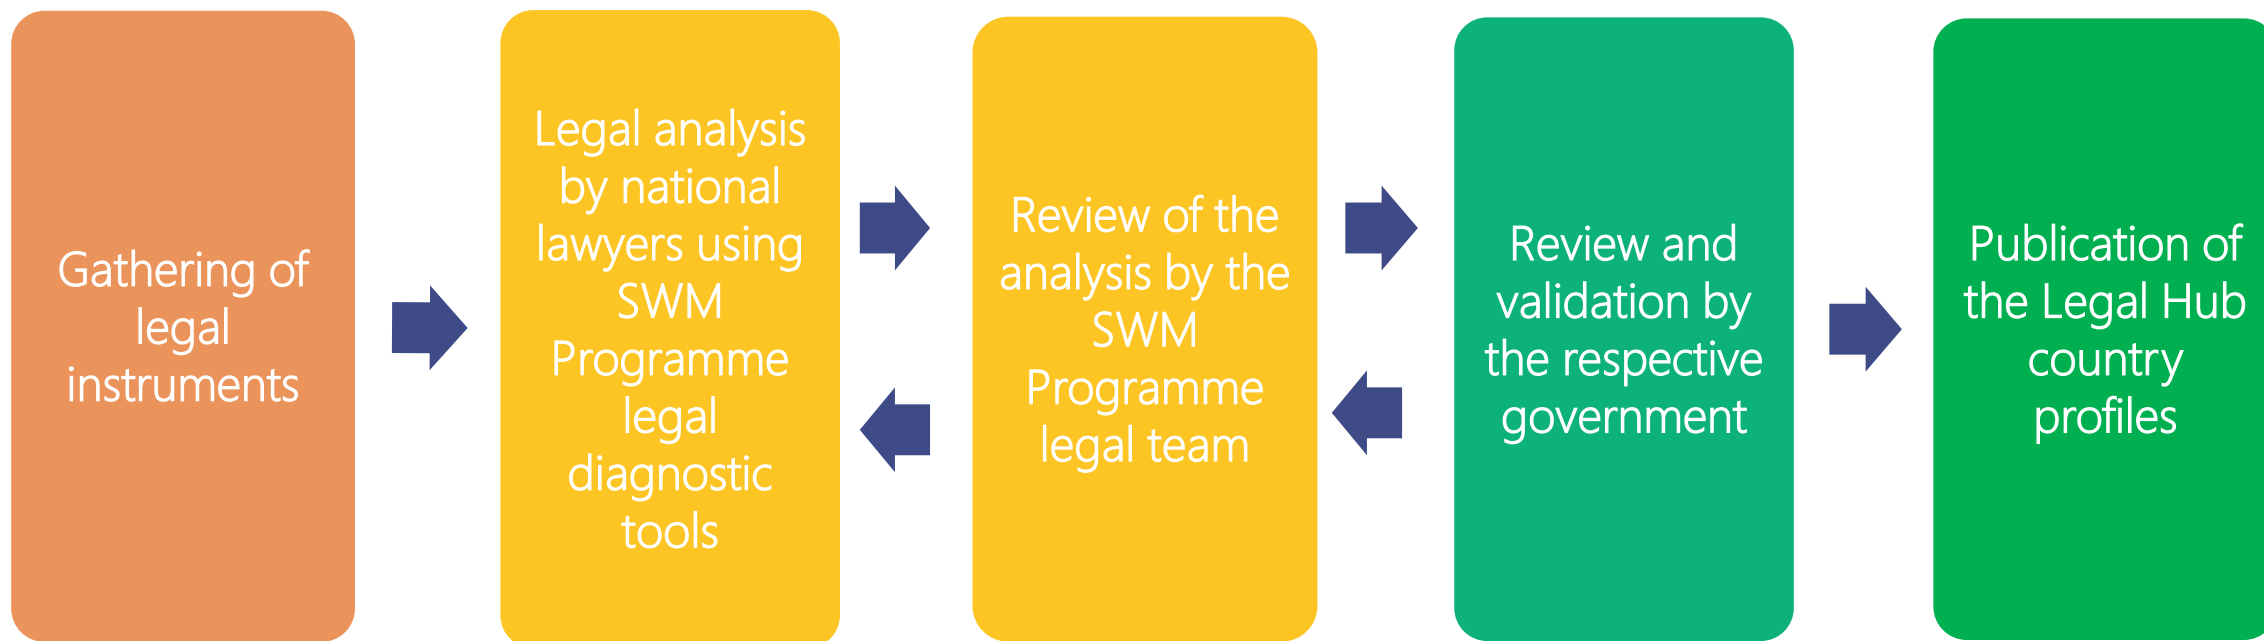 Gathering of
legal
instruments
Legal analysis
by national
lawyers using
SWM
Programme
legal
diagnostic
tools
Review of the
analysis by the
SWM
Programme
legal team
Review and
validation by
the respective
government
Publication of
the Legal Hub
country
profiles